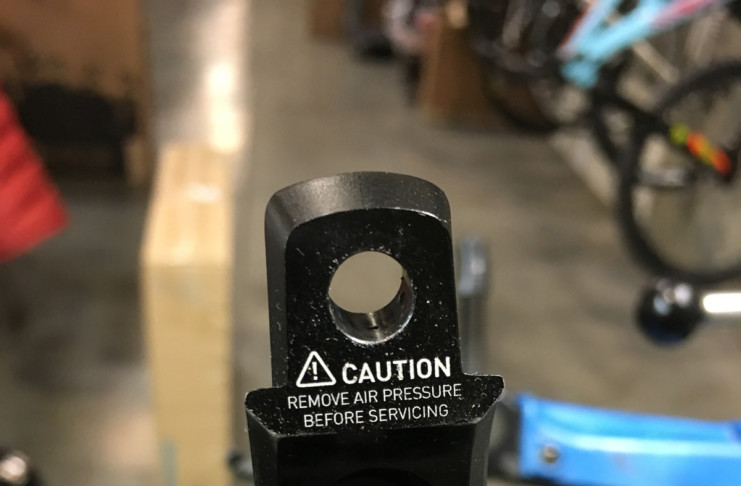 CAUTION
REMOVE AIR PRESSURE
BEFORE SERVICING